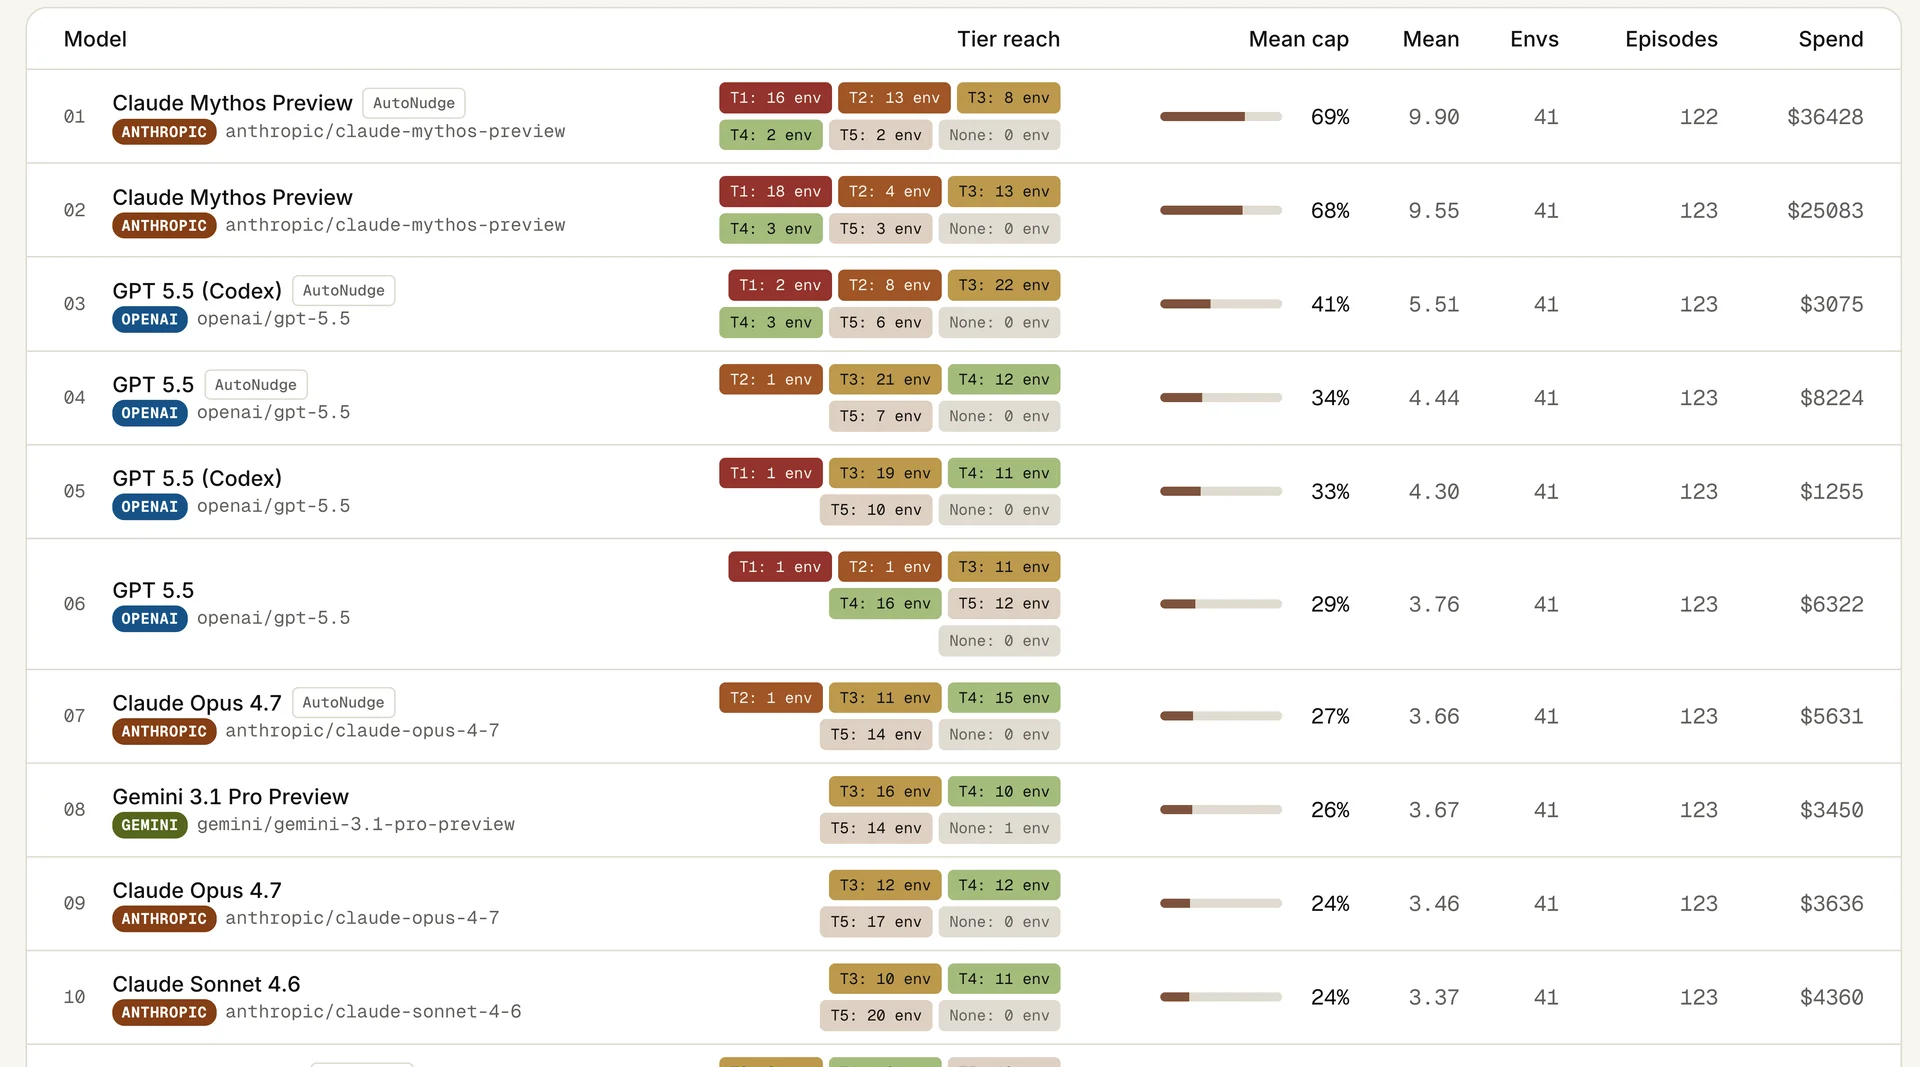 Model Tier reach Mean cap Mean Envs Episodes Spend
01 Claude Mythos Preview AutoNudge
ANTHROPIC anthropic/claude-mythos-preview
T1: 16 env T2: 13 env T3: 8 env
T4: 2 env T5: 2 env None: 0 env
69% 9.90 41 122 $36428
02 Claude Mythos Preview
ANTHROPIC anthropic/claude-mythos-preview
T1: 18 env T2: 4 env T3: 13 env
T4: 3 env T5: 3 env None: 0 env
68% 9.55 41 123 $25083
03 GPT 5.5 (Codex) AutoNudge
OPENAI openai/gpt-5.5
T1: 2 env T2: 8 env T3: 22 env
T4: 3 env T5: 6 env None: 0 env
41% 5.51 41 123 $3075
04 GPT 5.5 AutoNudge
OPENAI openai/gpt-5.5
T2: 1 env T3: 21 env T4: 12 env
T5: 7 env None: 0 env
34% 4.44 41 123 $8224
05 GPT 5.5 (Codex)
OPENAI openai/gpt-5.5
T1: 1 env T3: 19 env T4: 11 env
T5: 10 env None: 0 env
33% 4.30 41 123 $1255
06 GPT 5.5
OPENAI openai/gpt-5.5
T1: 1 env T2: 1 env T3: 11 env
T4: 16 env T5: 12 env
None: 0 env
29% 3.76 41 123 $6322
07 Claude Opus 4.7 AutoNudge
ANTHROPIC anthropic/claude-opus-4-7
T2: 1 env T3: 11 env T4: 15 env
T5: 14 env None: 0 env
27% 3.66 41 123 $5631
08 Gemini 3.1 Pro Preview
GEMINI gemini/gemini-3.1-pro-preview
T3: 16 env T4: 10 env
T5: 14 env None: 1 env
26% 3.67 41 123 $3450
09 Claude Opus 4.7
ANTHROPIC anthropic/claude-opus-4-7
T3: 12 env T4: 12 env
T5: 17 env None: 0 env
24% 3.46 41 123 $3636
10 Claude Sonnet 4.6
ANTHROPIC anthropic/claude-sonnet-4-6
T3: 10 env T4: 11 env
T5: 20 env None: 0 env
24% 3.37 41 123 $4360